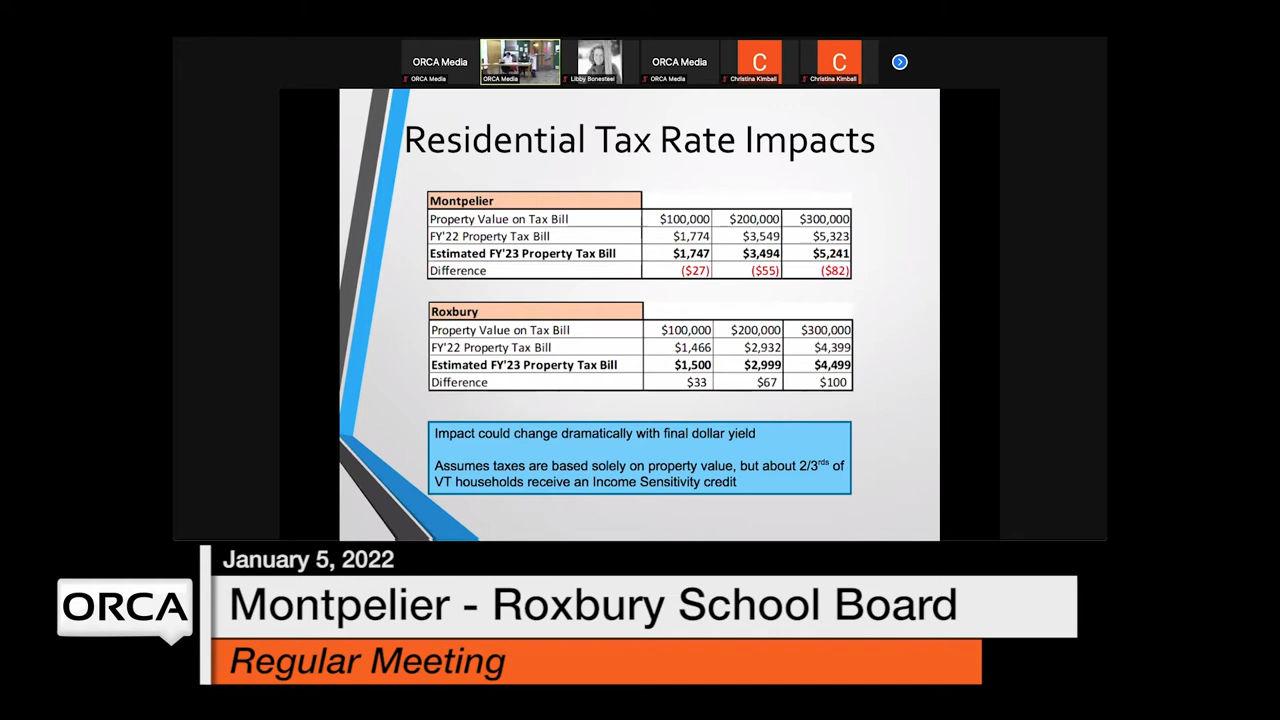 ORCA Media
ORCA Media
ORCA Media
Libby Bonesteel
ORCA Media
ORCA Media
C
Christina Kimball
C
Christina Kimball
Residential Tax Rate Impacts
Montpelier
Property Value on Tax Bill $100,000 $200,000 $300,000
FY'22 Property Tax Bill $1,774 $3,549 $5,323
Estimated FY'23 Property Tax Bill $1,747 $3,494 $5,241
Difference ($27) ($55) ($82)
Roxbury
Property Value on Tax Bill $100,000 $200,000 $300,000
FY'22 Property Tax Bill $1,466 $2,932 $4,399
Estimated FY'23 Property Tax Bill $1,500 $2,999 $4,499
Difference $33 $67 $100
Impact could change dramatically with final dollar yield
Assumes taxes are based solely on property value, but about 2/3rds of
VT households receive an Income Sensitivity credit
January 5, 2022
ORCA
Montpelier - Roxbury School Board
Regular Meeting